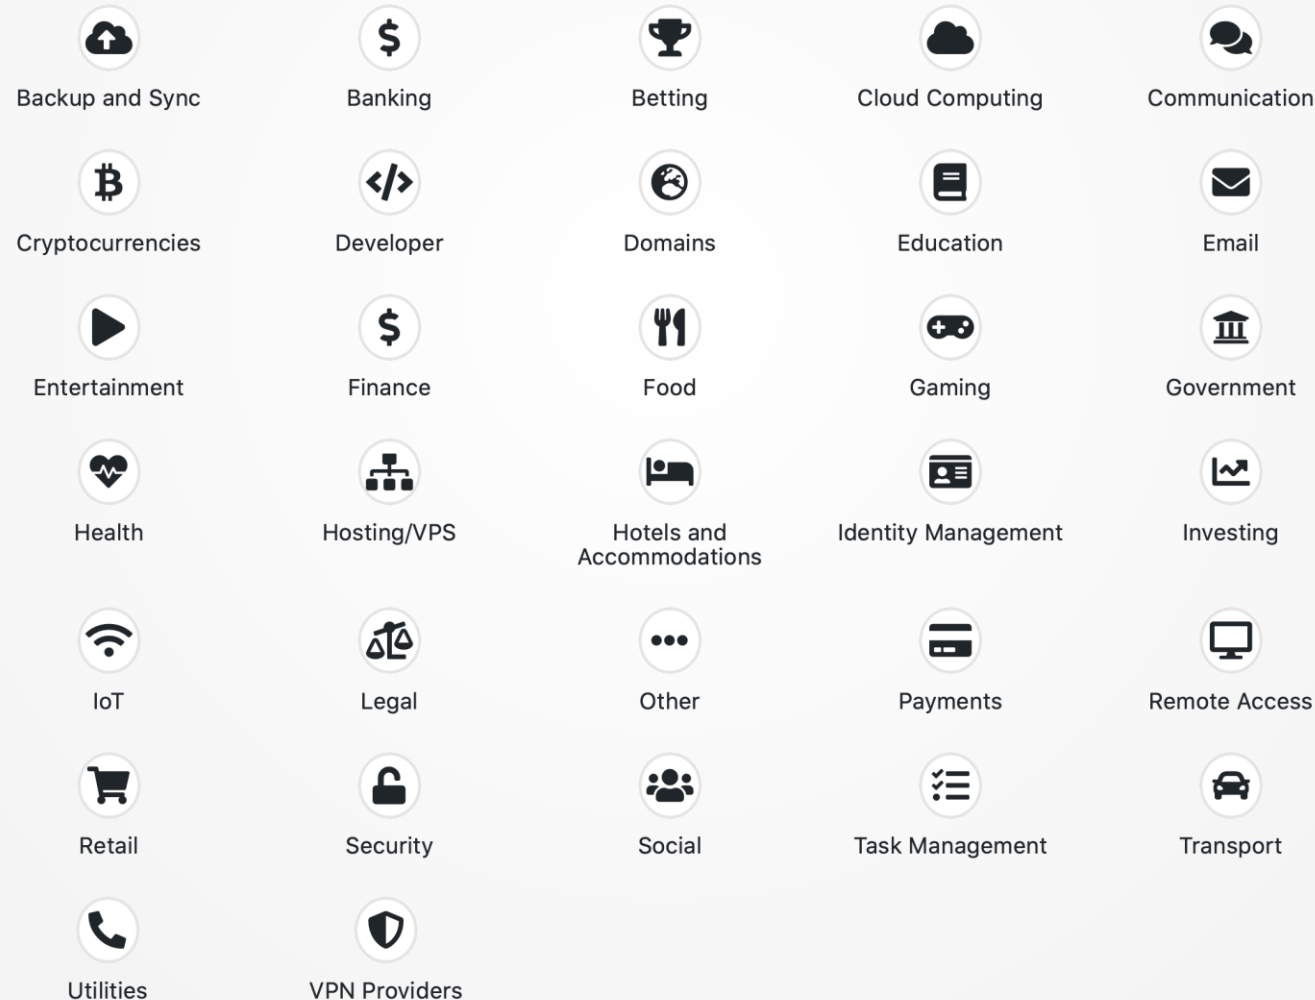 Backup and Sync
Banking
Betting
Cloud Computing
Communication
Cryptocurrencies
Developer
Domains
Education
Email
Entertainment
Finance
Food
Gaming
Government
Health
Hosting/VPS
Hotels and
Accommodations
Identity Management
Investing
IoT
Legal
Other
Payments
Remote Access
Retail
Security
Social
Task Management
Transport
Utilities
VPN Providers